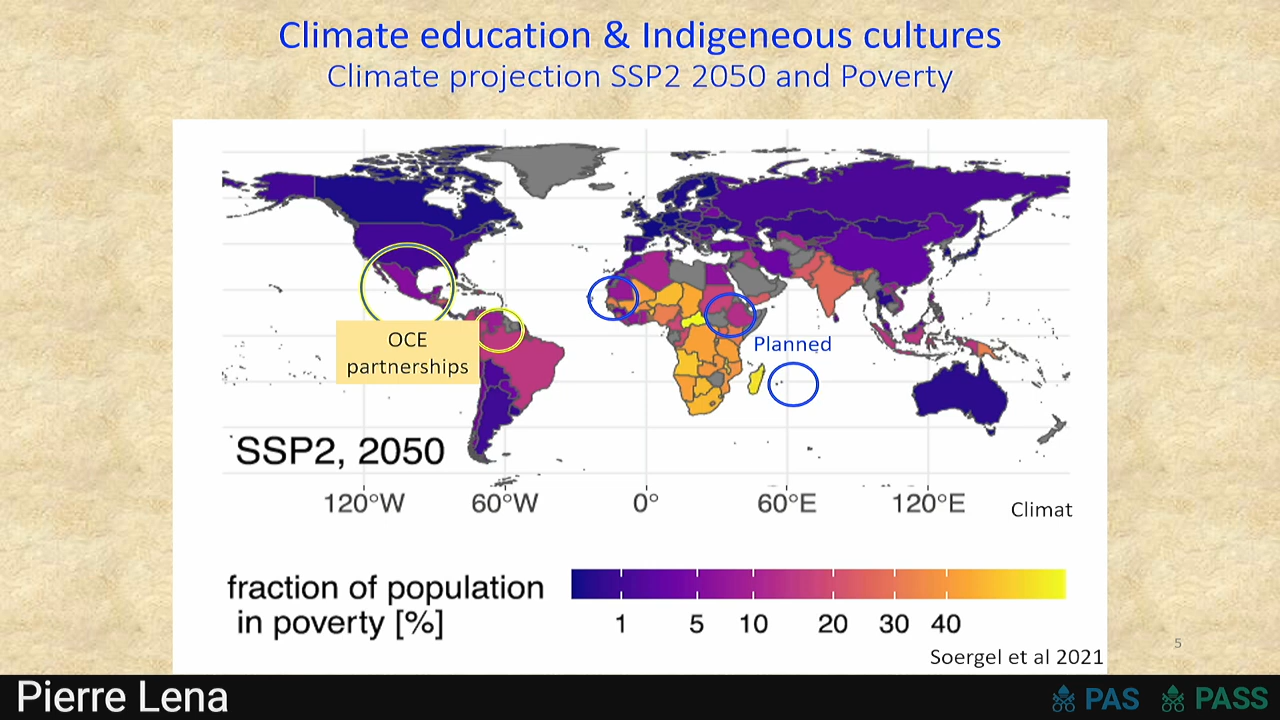 Climate education & Indigeneous cultures
Climate projection SSP2 2050 and Poverty
OCE
partnerships
Planned
SSP2, 2050
120°W 60°W 0° 60°E 120°E
Climat
fraction of population
in poverty [%]
1 5 10 20 30 40
5
Soergel et al 2021
Pierre Lena
PAS PASS